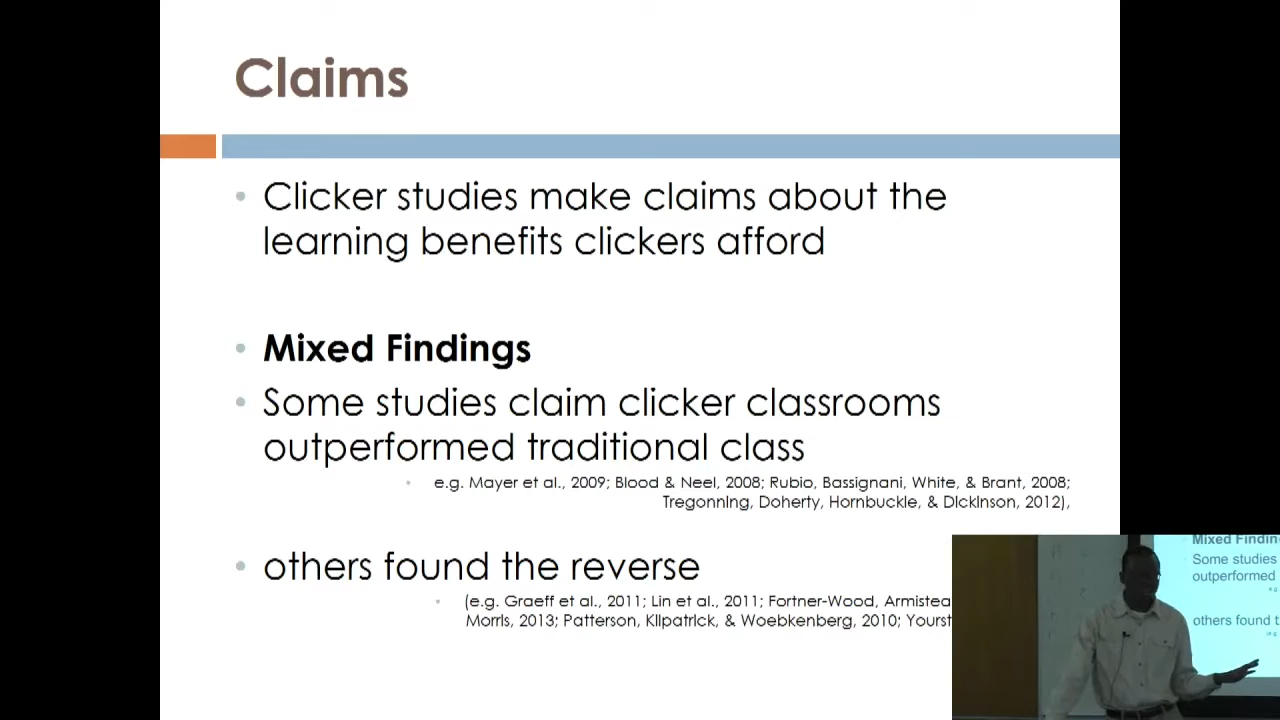 Claims
• Clicker studies make claims about the
learning benefits clickers afford
• Mixed Findings
• Some studies claim clicker classrooms
outperformed traditional class
• e.g. Mayer et al., 2009; Blood & Neel, 2008; Rubio, Bassignani, White, & Brant, 2008;
Tregonning, Doherty, Hornbuckle, & Dickinson, 2012),
• others found the reverse
• (e.g. Graeff et al., 2011; Lin et al., 2011; Fortner-Wood, Armistea
Morris, 2013; Patterson, Kilpatrick, & Woebkenberg, 2010; Yourst
Mixed Findin
Some studies
outperformed
others found t